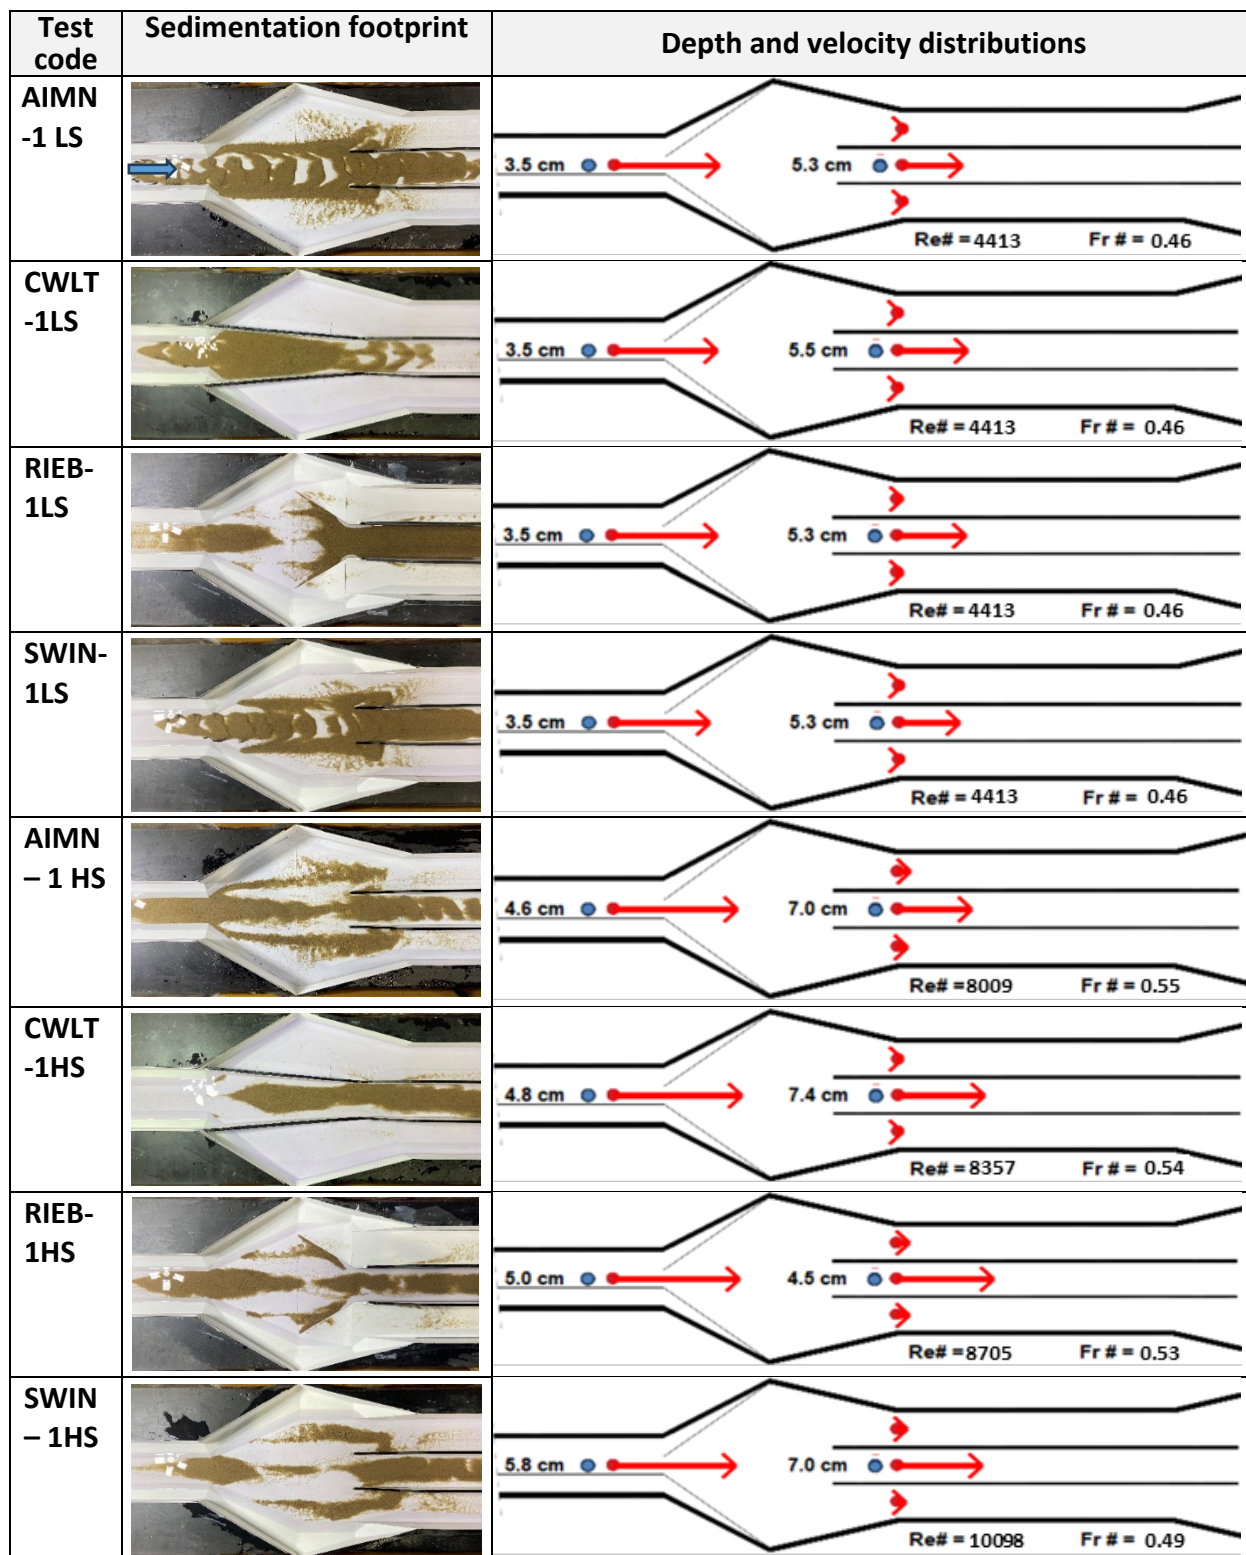 Test code
Sedimentation footprint
Depth and velocity distributions
AIMN
-1 LS
3.5 cm
5.3 cm
Re# = 4413
Fr # = 0.46
CWLT
-1LS
3.5 cm
5.5 cm
Re# = 4413
Fr # = 0.46
RIEB-
1LS
3.5 cm
5.3 cm
Re# = 4413
Fr # = 0.46
SWIN-
1LS
3.5 cm
5.3 cm
Re# = 4413
Fr # = 0.46
AIMN
– 1 HS
4.6 cm
7.0 cm
Re# =8009
Fr # = 0.55
CWLT
-1HS
4.8 cm
7.4 cm
Re# =8357
Fr # = 0.54
RIEB-
1HS
5.0 cm
4.5 cm
Re# =8705
Fr # = 0.53
SWIN
– 1HS
5.8 cm
7.0 cm
Re# = 10098
Fr # = 0.49